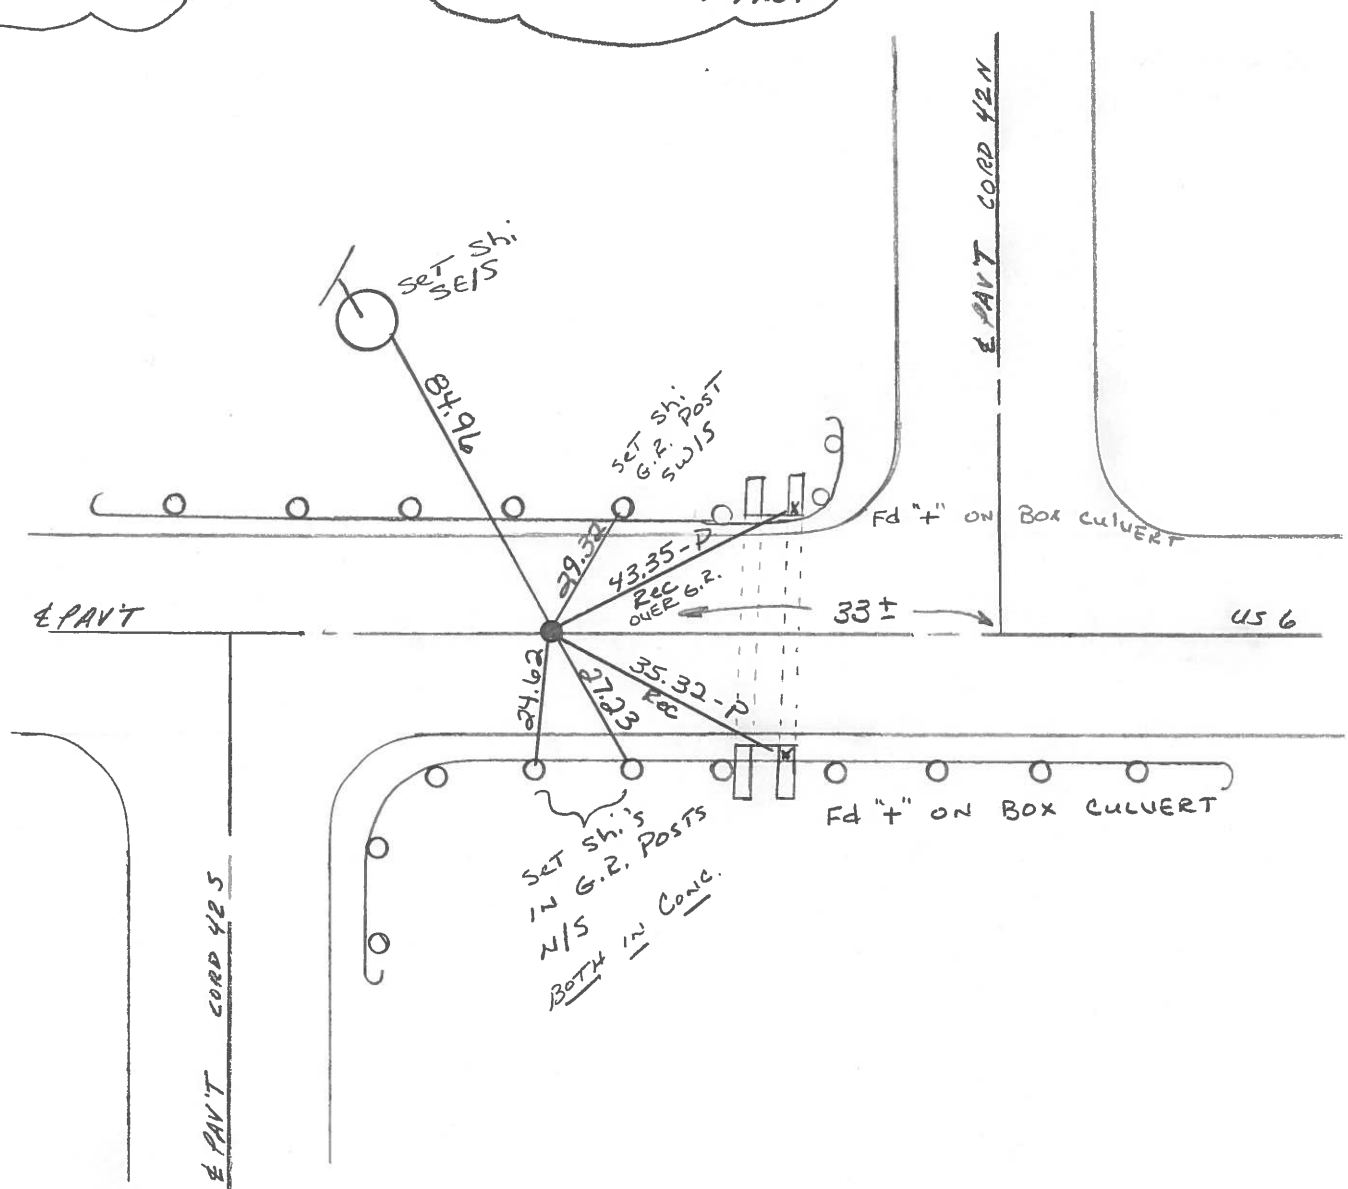 ℄ PAV'T CORD 42N
SET Shi
SE/S
84.96
SET Shi
G.R. POST
SW/S
29.32
43.35-P
Rec
OVER G.R.
Fd "+" ON BOX CULVERT
33±
℄ PAV'T
US 6
24.62
27.23
35.32-P
Rec
SET Shi's
IN G.R. POSTS
N/S
BOTH IN CONC.
Fd "+" ON BOX CULVERT
℄ PAV'T CORD 42 S